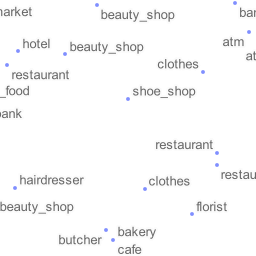 market
beauty_shop
bar
hotel
beauty_shop
atm
at
clothes
restaurant
_food
shoe_shop
bank
restaurant
restau
hairdresser
clothes
beauty_shop
florist
bakery
butcher
cafe